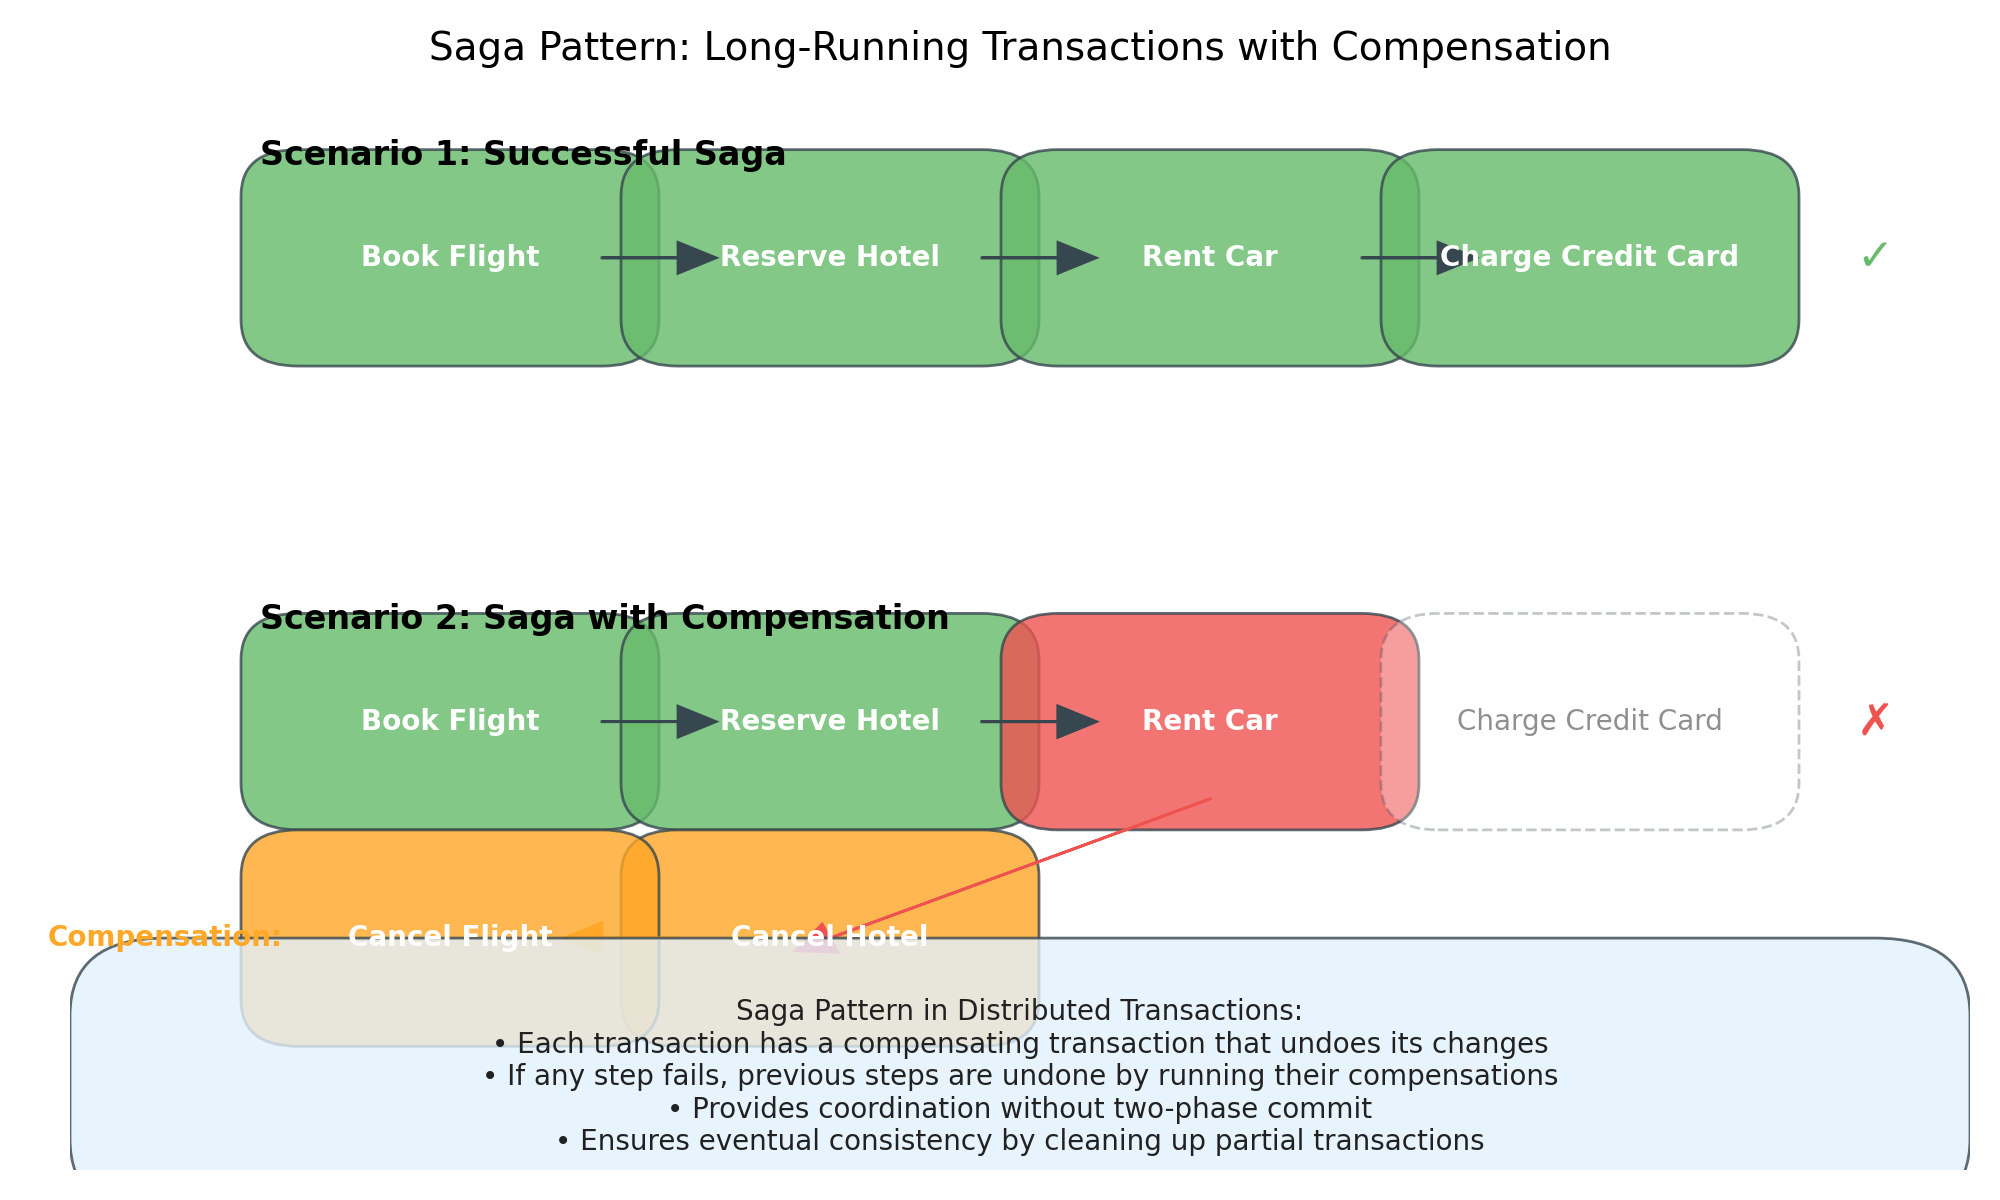 Saga Pattern: Long-Running Transactions with Compensation
Scenario 1: Successful Saga
Book Flight
Reserve Hotel
Rent Car
Charge Credit Card
✓
Scenario 2: Saga with Compensation
Book Flight
Reserve Hotel
Rent Car
Charge Credit Card
✗
Compensation:
Cancel Flight
Cancel Hotel
Saga Pattern in Distributed Transactions:
• Each transaction has a compensating transaction that undoes its changes
• If any step fails, previous steps are undone by running their compensations
• Provides coordination without two-phase commit
• Ensures eventual consistency by cleaning up partial transactions